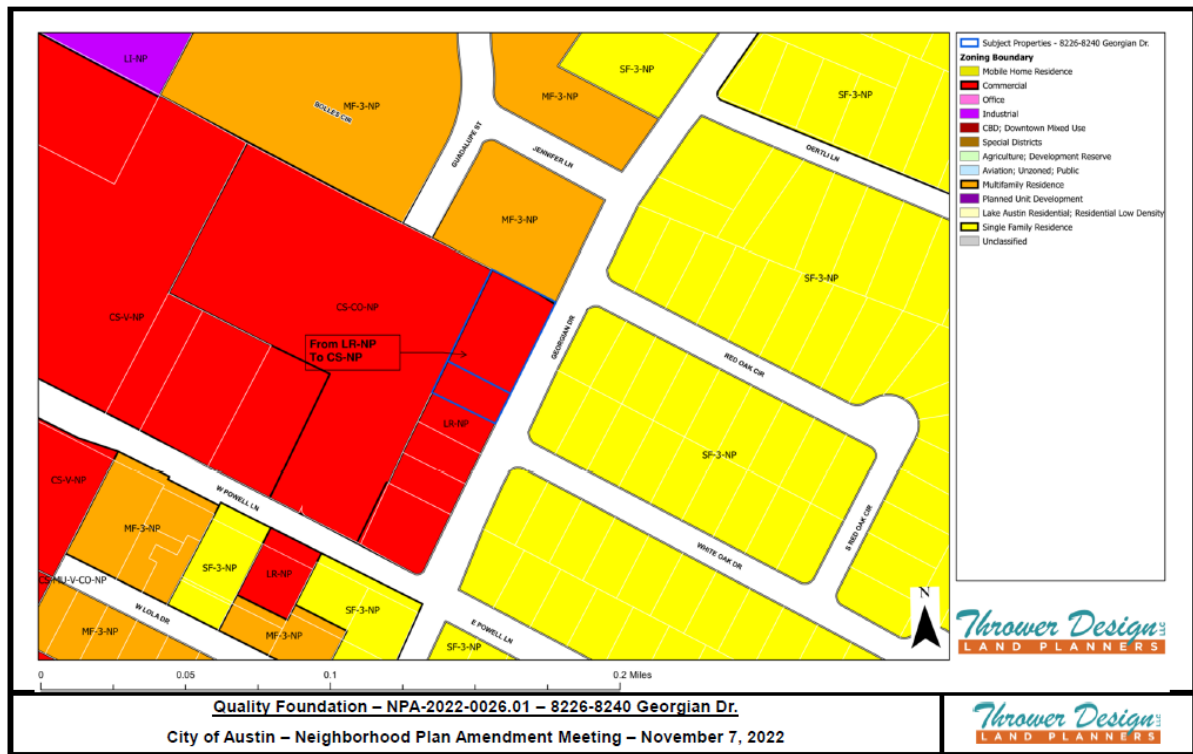 LI-NP
SF-3-NP
MF-3-NP
BOLLES CIR
MF-3-NP
SF-3-NP
GUADALUPE ST
JENNIFER LN
OERTLI LN
MF-3-NP
SF-3-NP
CS-V-NP
CS-CO-NP
From LR-NP
To CS-NP
GEORGIAN DR
RED OAK CIR
LR-NP
SF-3-NP
CS-V-NP
W POWELL LN
MF-3-NP
S RED OAK CIR
WHITE OAK DR
SF-3-NP
LR-NP
CS-MU-V-CO-NP
SF-3-NP
W LOLA DR
MF-3-NP
MF-3-NP
E POWELL LN
SF-3-NP
N
Subject Properties - 8226-8240 Georgian Dr.
Zoning Boundary
Mobile Home Residence
Commercial
Office
Industrial
CBD; Downtown Mixed Use
Special Districts
Agriculture; Development Reserve
Aviation; Unzoned; Public
Multifamily Residence
Planned Unit Development
Lake Austin Residential; Residential Low Density
Single Family Residence
Unclassified
Thrower Design LLC
LAND PLANNERS
0 0.05 0.1 0.2 Miles
Quality Foundation – NPA-2022-0026.01 – 8226-8240 Georgian Dr.
City of Austin – Neighborhood Plan Amendment Meeting – November 7, 2022
Thrower Design LLC
LAND PLANNERS